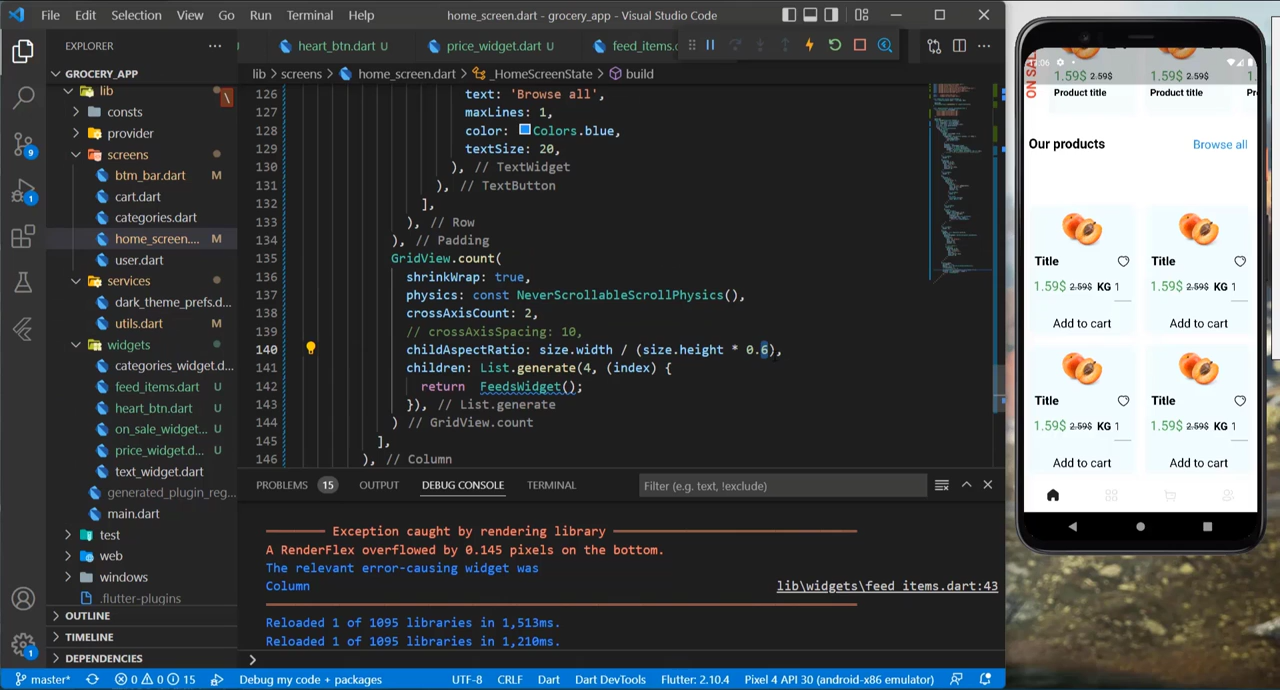 File Edit Selection View Go Run Terminal Help
home_screen.dart - grocery_app - Visual Studio Code
EXPLORER
heart_btn.dart U
price_widget.dart U
feed_items.c
GROCERY_APP
lib
consts
provider
screens
btm_bar.dart M
cart.dart
categories.dart
home_screen.... M
user.dart
services
dark_theme_prefs.d...
utils.dart M
widgets
categories_widget.d...
feed_items.dart U
heart_btn.dart U
on_sale_widget... U
price_widget.d... U
text_widget.dart
generated_plugin_reg...
main.dart
test
web
windows
.flutter-plugins
OUTLINE
TIMELINE
DEPENDENCIES
9
1
1
lib > screens > home_screen.dart > _HomeScreenState > build
126 text: 'Browse all',
127 maxLines: 1,
128 color: Colors.blue,
129 textSize: 20,
130 ), // TextWidget
131 ), // TextButton
132 ],
133 ), // Row
134 ), // Padding
135 GridView.count(
136 shrinkWrap: true,
137 physics: const NeverScrollableScrollPhysics(),
138 crossAxisCount: 2,
139 // crossAxisSpacing: 10,
140 childAspectRatio: size.width / (size.height * 0.6),
141 children: List.generate(4, (index) {
142 return FeedsWidget();
143 }), // List.generate
144 ) // GridView.count
145 ],
146 ), // Column
PROBLEMS 15 OUTPUT DEBUG CONSOLE TERMINAL
Filter (e.g. text, !exclude)
Exception caught by rendering library
A RenderFlex overflowed by 0.145 pixels on the bottom.
The relevant error-causing widget was
Column
lib\widgets\feed_items.dart:43
Reloaded 1 of 1095 libraries in 1,513ms.
Reloaded 1 of 1095 libraries in 1,210ms.
master* 0 0 15 Debug my code + packages UTF-8 CRLF Dart Dart DevTools Flutter: 2.10.4 Pixel 4 API 30 (android-x86 emulator)
:06
ON SAL
1.59$ 2.59$ 1.59$ 2.59$ 1.
Product title Product title Pr
Our products Browse all
Title Title
1.59$ 2.59$ KG 1 1.59$ 2.59$ KG 1
Add to cart Add to cart
Title Title
1.59$ 2.59$ KG 1 1.59$ 2.59$ KG 1
Add to cart Add to cart